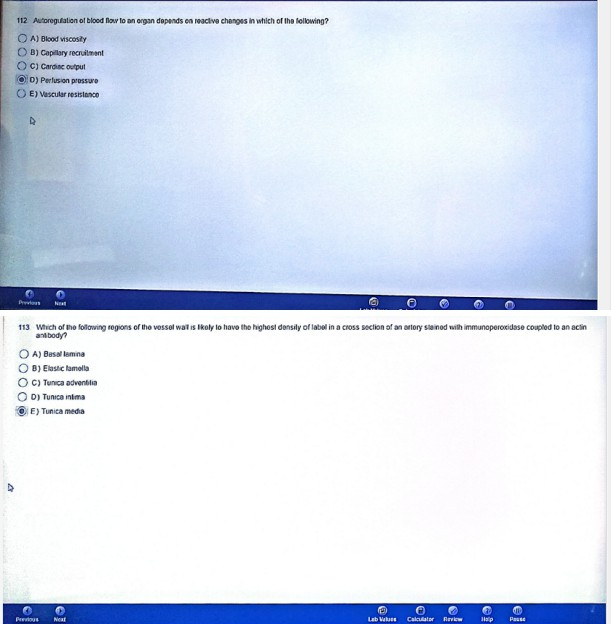 112 Autoregulation of blood flow to an organ depends on reactive changes in which of the following?
A) Blood viscosity
B) Capillary recruitment
C) Cardiac output
D) Perfusion pressure
E) Vascular resistance
Previous Next
113 Which of the following regions of the vessel wall is likely to have the highest density of label in a cross section of an artery stained with immunoperoxidase coupled to an actin
antibody?
A) Basal lamina
B) Elastic lamella
C) Tunica adventitia
D) Tunica intima
E) Tunica media
Previous Next Lab Values Calculator Review Help Pause